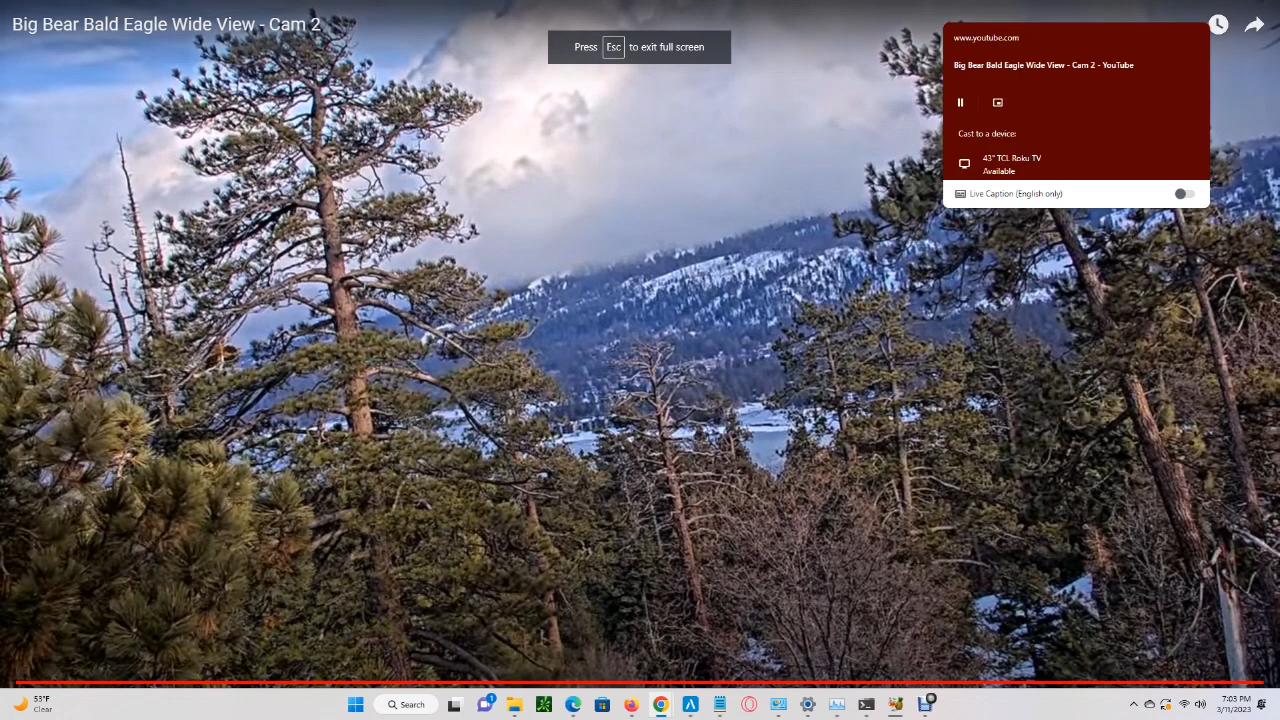 Big Bear Bald Eagle Wide View - Cam 2
Press Esc to exit full screen
www.youtube.com
Big Bear Bald Eagle Wide View - Cam 2 - YouTube
Cast to a device:
43" TCL Roku TV
Available
Live Caption (English only)
53°F
Clear
Search
1
7:03 PM
3/11/2023